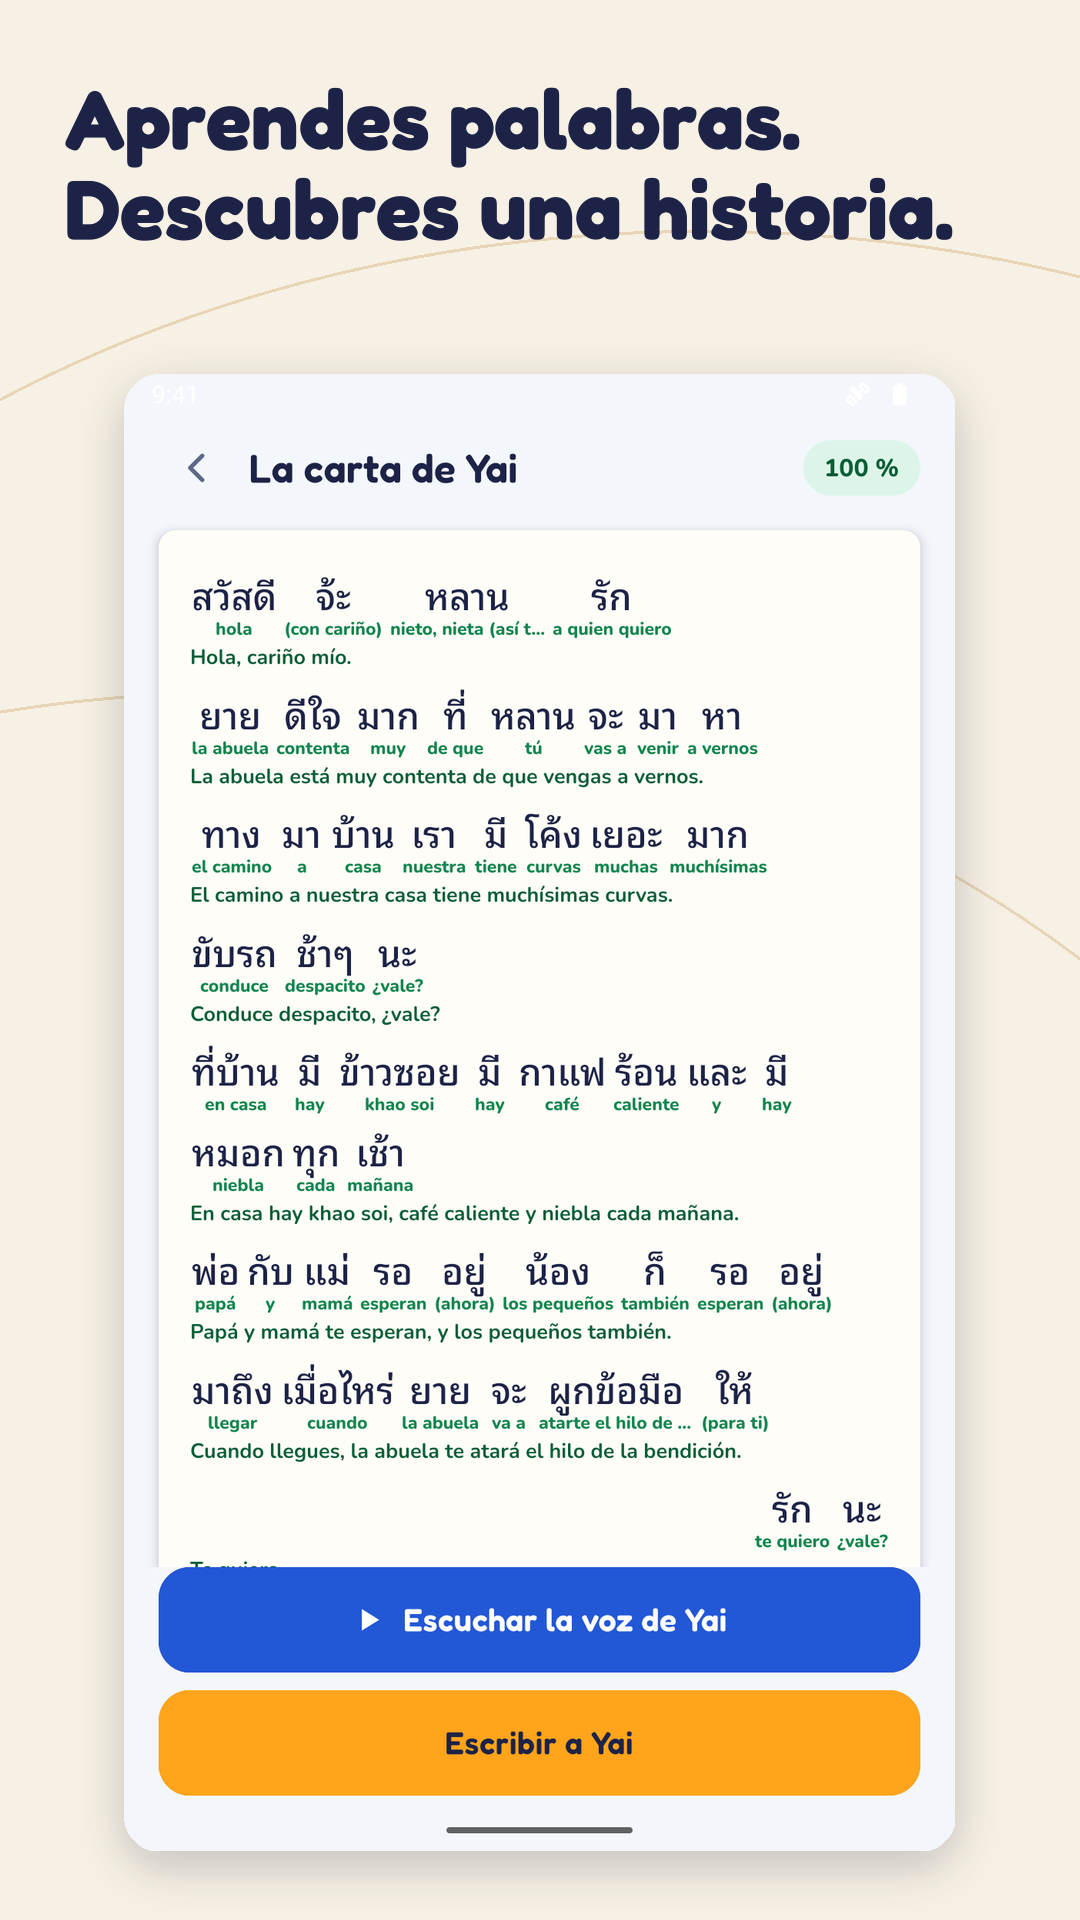 Aprendes palabras.
Descubres una historia.
9:41
La carta de Yai
100 %
สวัสดี จ้ะ หลาน รัก
hola (con cariño) nieto, nieta (así t... a quien quiero
Hola, cariño mío.
ยาย ดีใจ มาก ที่ หลาน จะ มา หา
la abuela contenta muy de que tú vas a venir a vernos
La abuela está muy contenta de que vengas a vernos.
ทาง มา บ้าน เรา มี โค้ง เยอะ มาก
el camino a casa nuestra tiene curvas muchas muchísimas
El camino a nuestra casa tiene muchísimas curvas.
ขับรถ ช้าๆ นะ
conduce despacito ¿vale?
Conduce despacito, ¿vale?
ที่บ้าน มี ข้าวซอย มี กาแฟ ร้อน และ มี
en casa hay khao soi hay café caliente y hay
หมอก ทุก เช้า
niebla cada mañana
En casa hay khao soi, café caliente y niebla cada mañana.
พ่อ กับ แม่ รอ อยู่ น้อง ก็ รอ อยู่
papá y mamá esperan (ahora) los pequeños también esperan (ahora)
Papá y mamá te esperan, y los pequeños también.
มาถึง เมื่อไหร่ ยาย จะ ผูกข้อมือ ให้
llegar cuando la abuela va a atarte el hilo de ... (para ti)
Cuando llegues, la abuela te atará el hilo de la bendición.
รัก นะ
te quiero ¿vale?
Escuchar la voz de Yai
Escribir a Yai